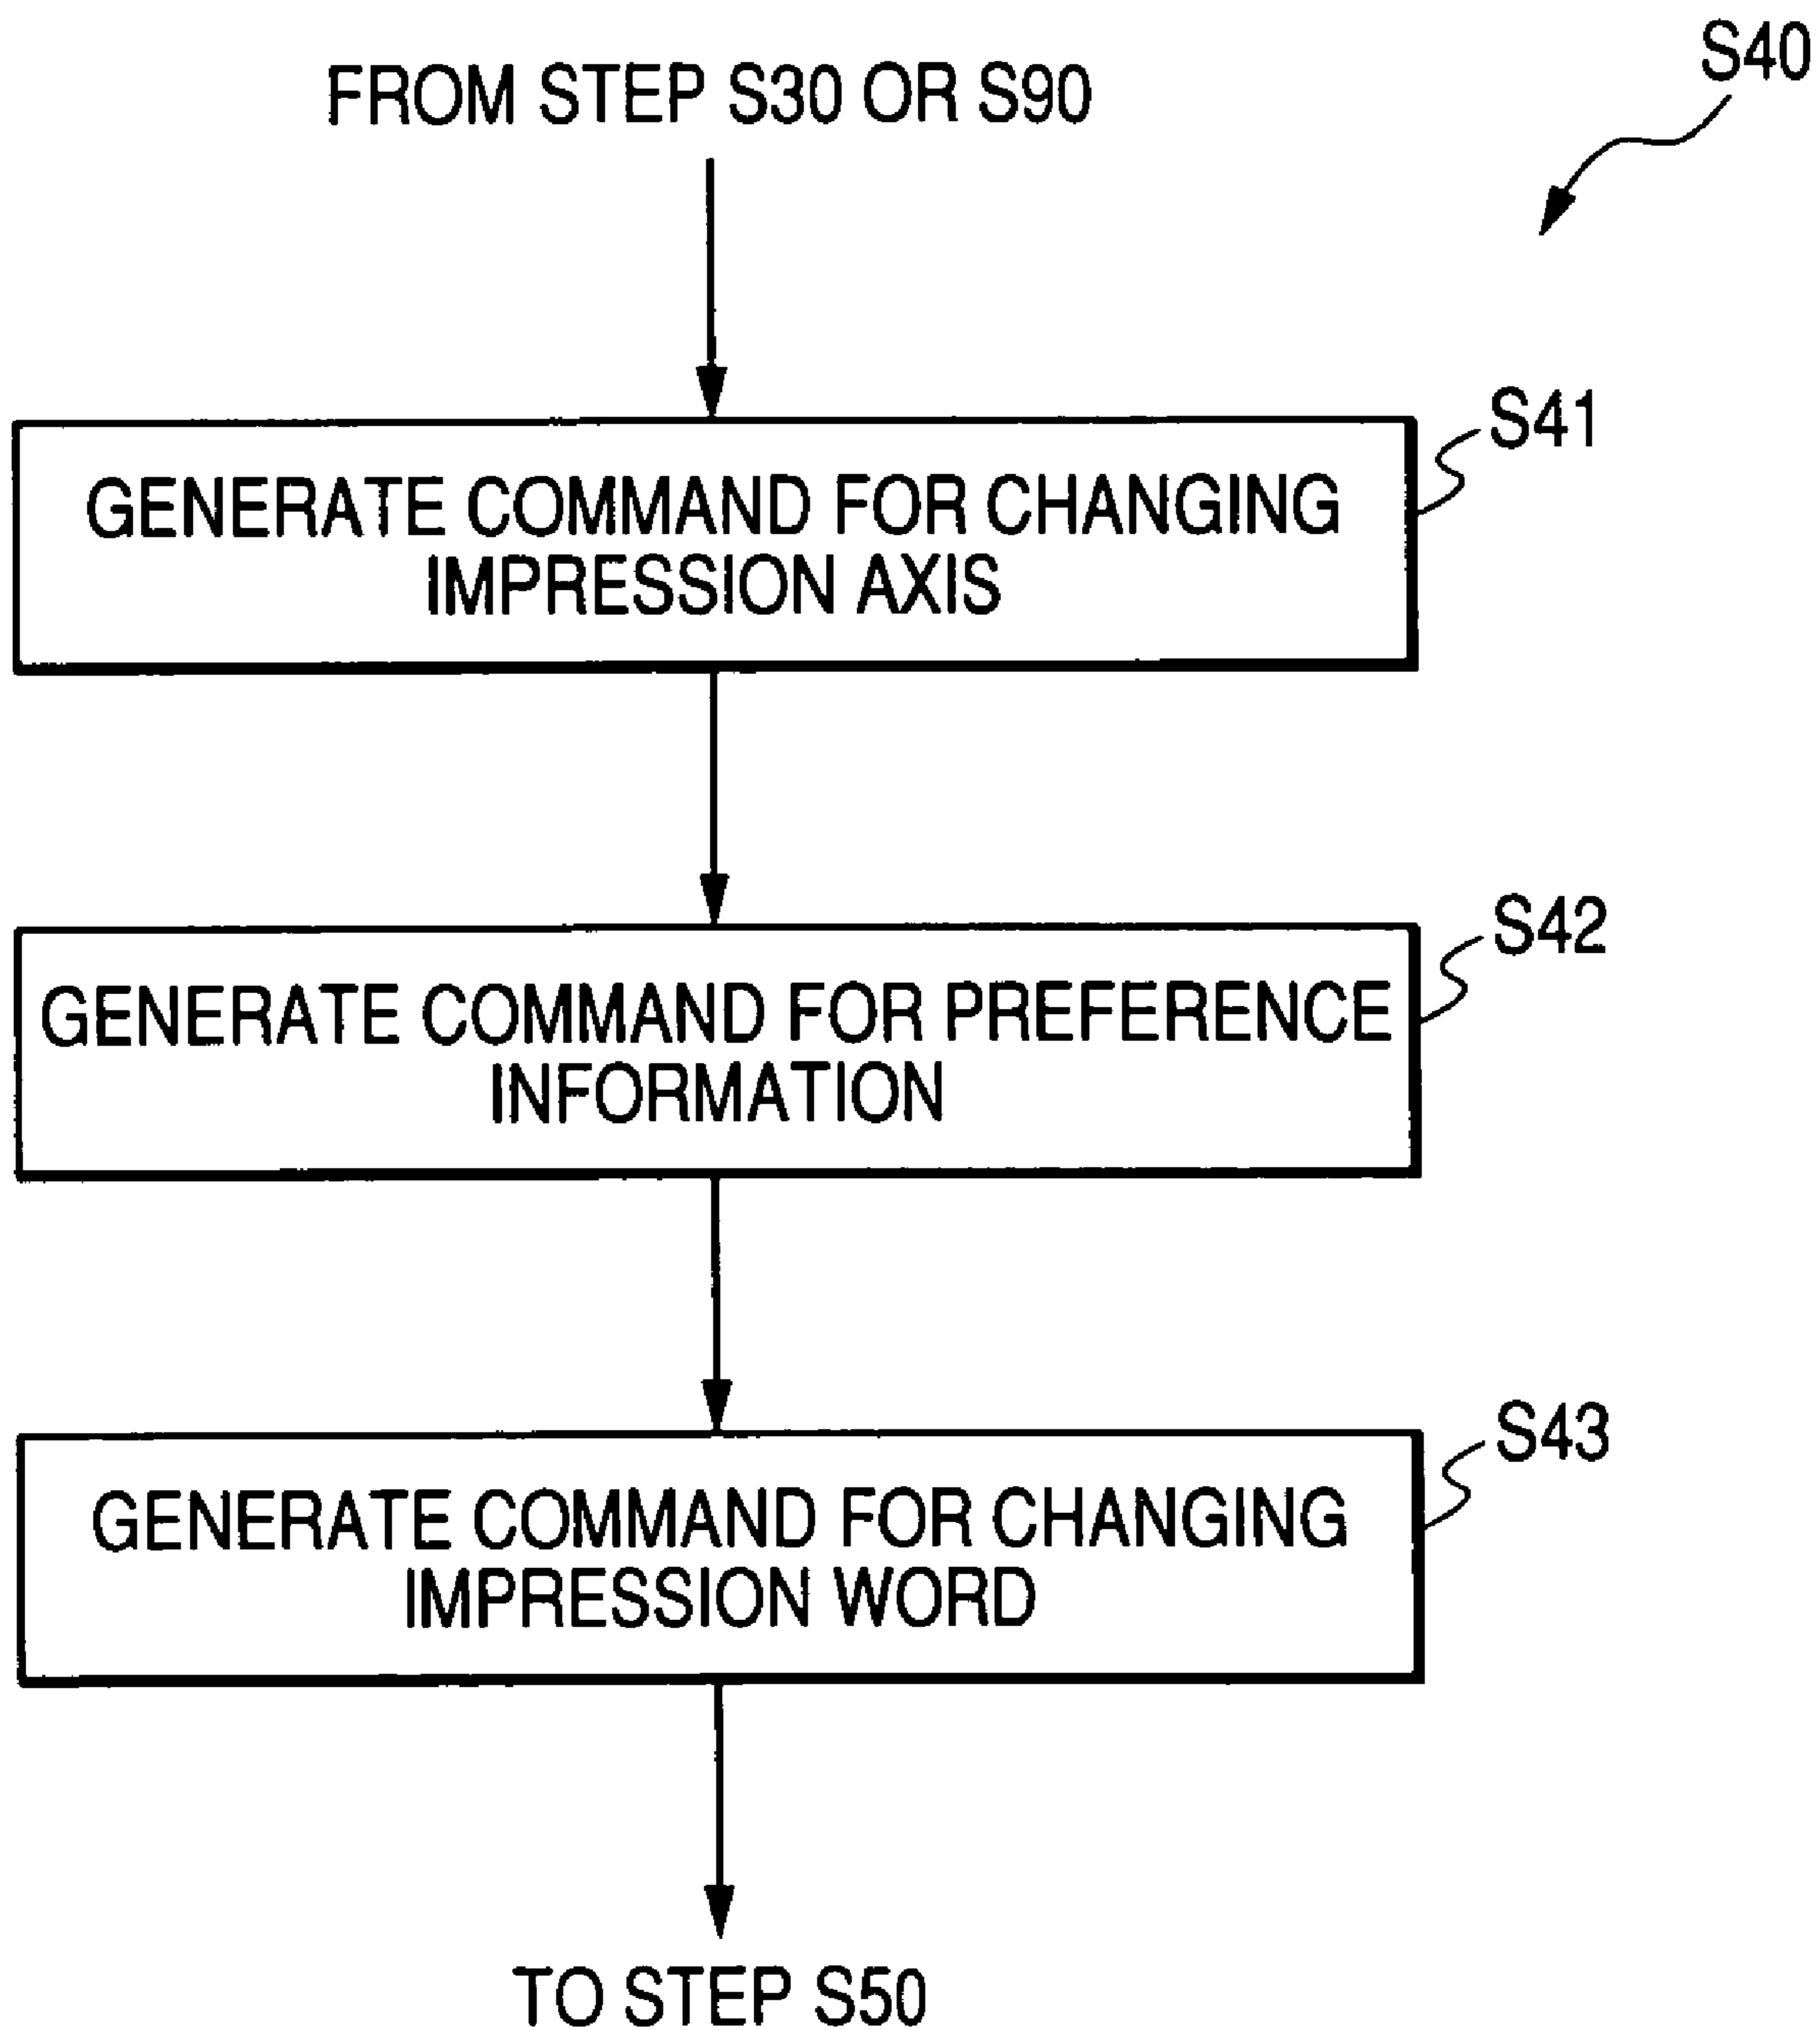 S40
FROM STEP S30 OR S90
S41
GENERATE COMMAND FOR CHANGING
IMPRESSION AXIS
S42
GENERATE COMMAND FOR PREFERENCE
INFORMATION
S43
GENERATE COMMAND FOR CHANGING
IMPRESSION WORD
TO STEP S50